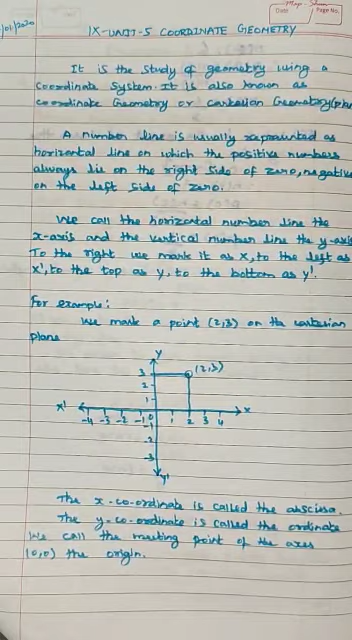 /01/2020
Date
Page No.
IX-UNIT-5 COORDINATE GEOMETRY
It is the study of geometry using a
coordinate system. It is also known as
coordinate Geometry or cartesian Geometry
A number line is usually represented as
horizontal line on which the positive numbers
always lie on the right side of zero, negative
on the left side of zero.
We call the horizontal number line the
x-axis and the vertical number line the y-axis
To the right we mark it as X, to the left as
X', to the top as y, to the bottom as y'.
For example:
We mark a point (2,3) on the cartesian
plane
Y
3 (2,3)
2
1
X' -4 -3 -2 -1 0 1 2 3 4 X
-1
-2
-3
Y'
The x-co-ordinate is called the abscissa.
The y-co-ordinate is called the ordinate
We call the meeting point of the axes
(0,0) the origin.